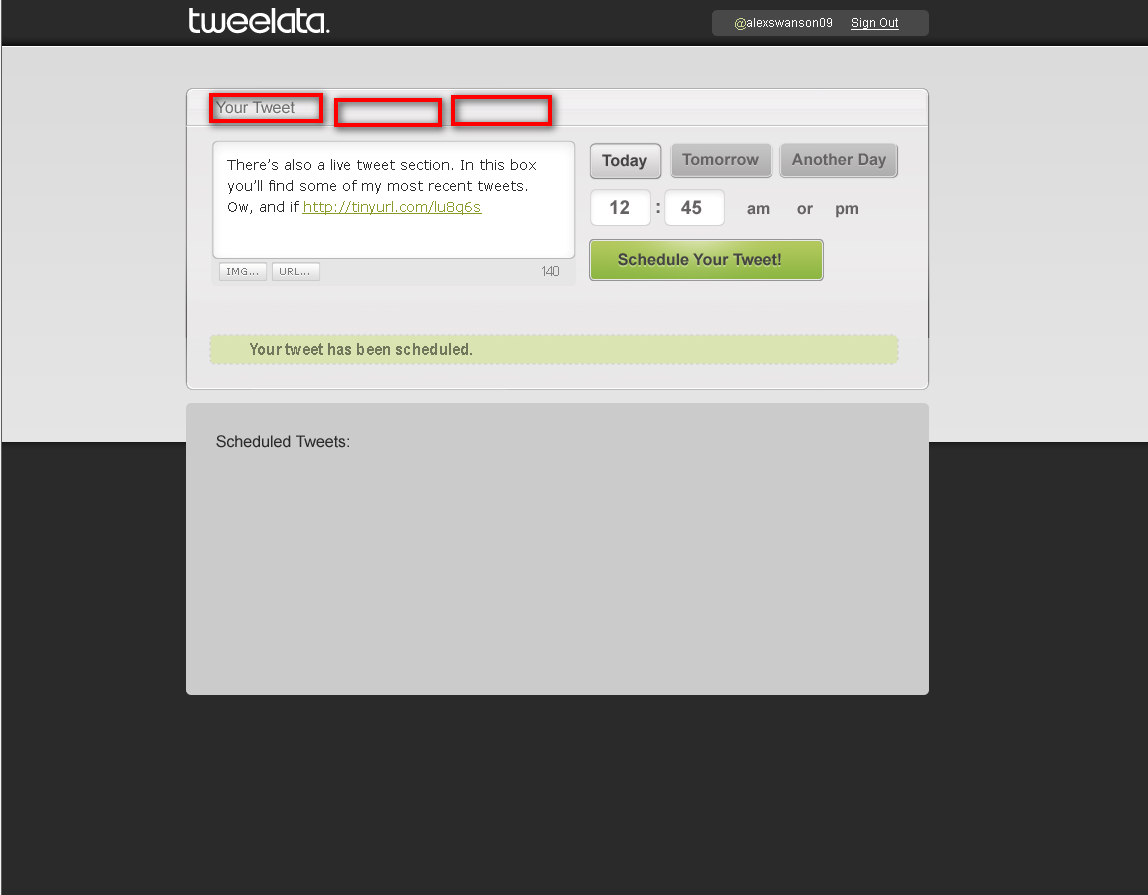 tweelata.
@alexswanson09 Sign Out
Your Tweet
There's also a live tweet section. In this box
you'll find some of my most recent tweets.
Ow, and if http://tinyurl.com/lu8q6s
IMG... URL... 140
Today Tomorrow Another Day
12 : 45 am or pm
Schedule Your Tweet!
Your tweet has been scheduled.
Scheduled Tweets: